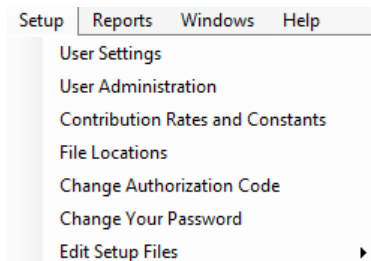 Setup Reports Windows Help
User Settings
User Administration
Contribution Rates and Constants
File Locations
Change Authorization Code
Change Your Password
Edit Setup Files